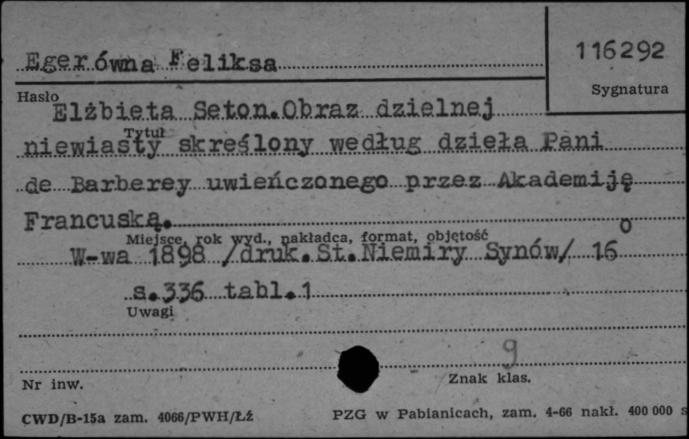 Egerówna Feliksa
116292
Hasło
Sygnatura
Elżbieta Seton.Obraz dzielnej
Tytuł
niewiasty skreślony według dzieła Pani
de Barberey uwieńczonego przez Akademiję
Francuską.
Miejsce, rok wyd., nakładca, format, objętość
W-wa 1898 /druk.St.Niemiry Synów/ 16o
s.336 tabl.1
Uwagi
9
Nr inw.
Znak klas.
CWD/B-15a zam. 4066/PWH/ŁŻ
PZG w Pabianicach, zam. 4-66 nakł. 400 000 s